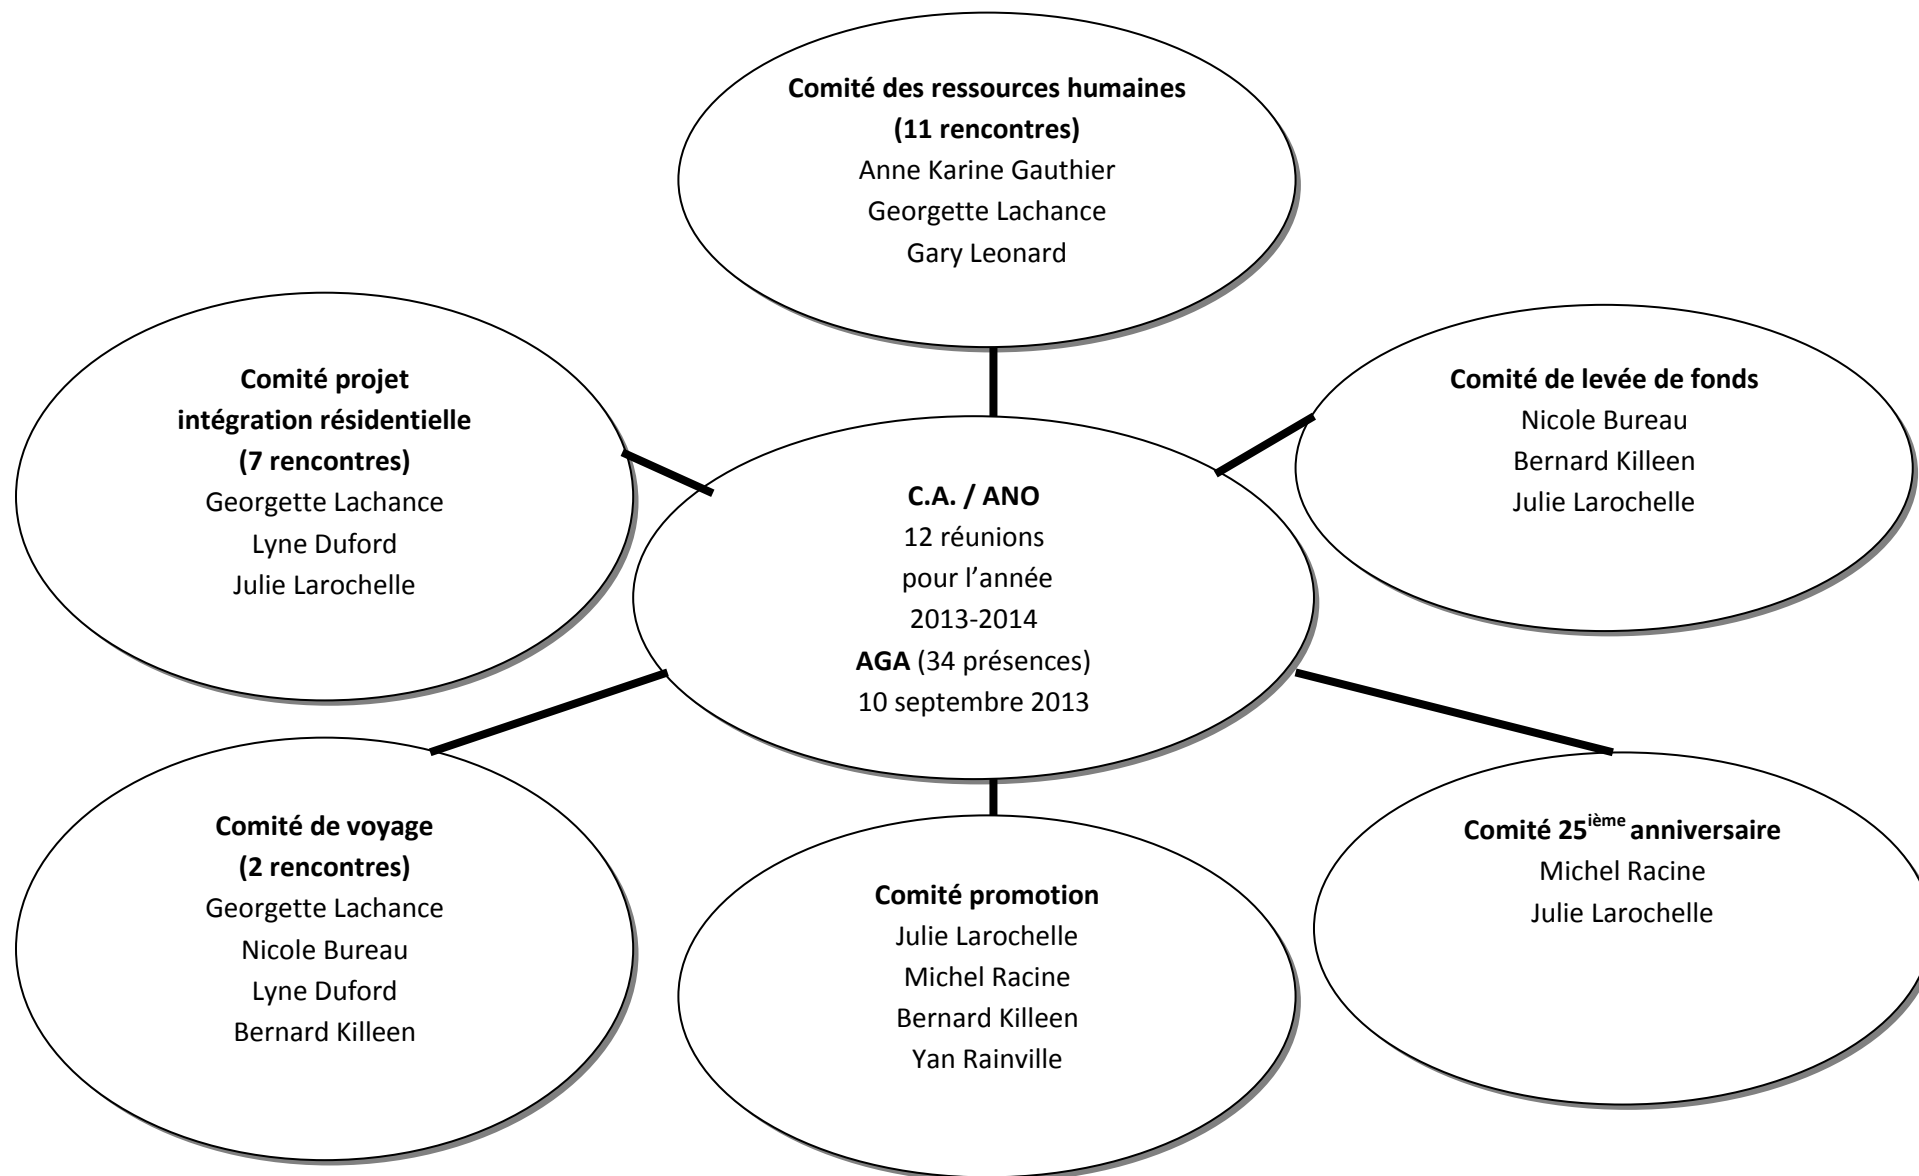 Comité des ressources humaines
(11 rencontres)
Anne Karine Gauthier
Georgette Lachance
Gary Leonard
Comité projet
intégration résidentielle
(7 rencontres)
Georgette Lachance
Lyne Duford
Julie Larochelle
Comité de levée de fonds
Nicole Bureau
Bernard Killeen
Julie Larochelle
C.A. / ANO
12 réunions
pour l’année
2013-2014
AGA (34 présences)
10 septembre 2013
Comité de voyage
(2 rencontres)
Georgette Lachance
Nicole Bureau
Lyne Duford
Bernard Killeen
Comité promotion
Julie Larochelle
Michel Racine
Bernard Killeen
Yan Rainville
Comité 25ième anniversaire
Michel Racine
Julie Larochelle